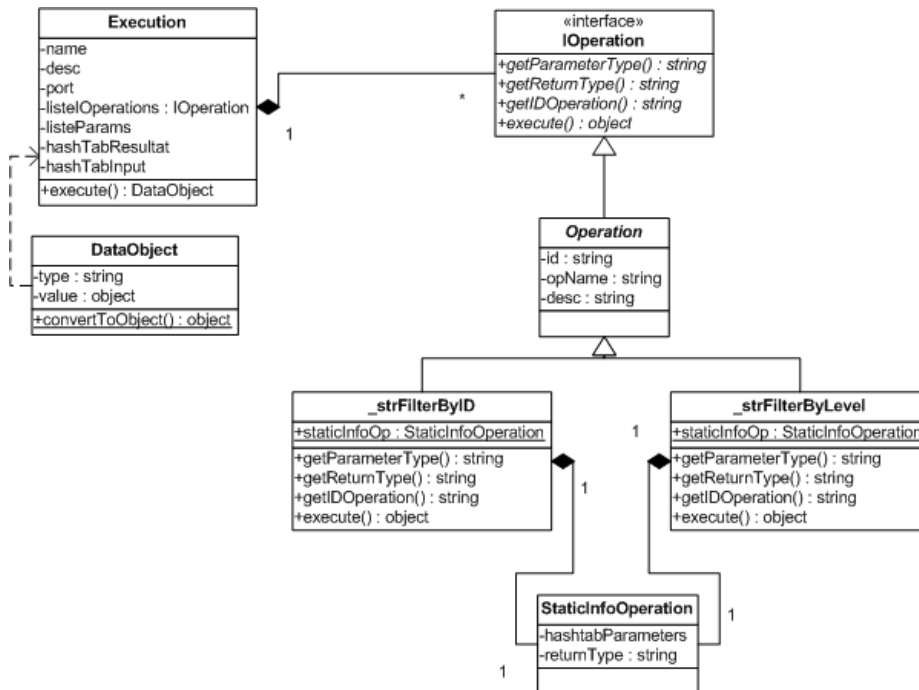 Execution
-name
-desc
-port
-listeIOperations : IOperation
-listeParams
-hashTabResultat
-hashTabInput
+execute() : DataObject
1
*
«interface»
IOperation
+getParameterType() : string
+getReturnType() : string
+getIDOperation() : string
+execute() : object
DataObject
-type : string
-value : object
+convertToObject() : object
Operation
-id : string
-opName : string
-desc : string
_strFilterByID
+staticInfoOp : StaticInfoOperation
+getParameterType() : string
+getReturnType() : string
+getIDOperation() : string
+execute() : object
1
1
_strFilterByLevel
+staticInfoOp : StaticInfoOperation
+getParameterType() : string
+getReturnType() : string
+getIDOperation() : string
+execute() : object
StaticInfoOperation
-hashtabParameters
-returnType : string
1
1